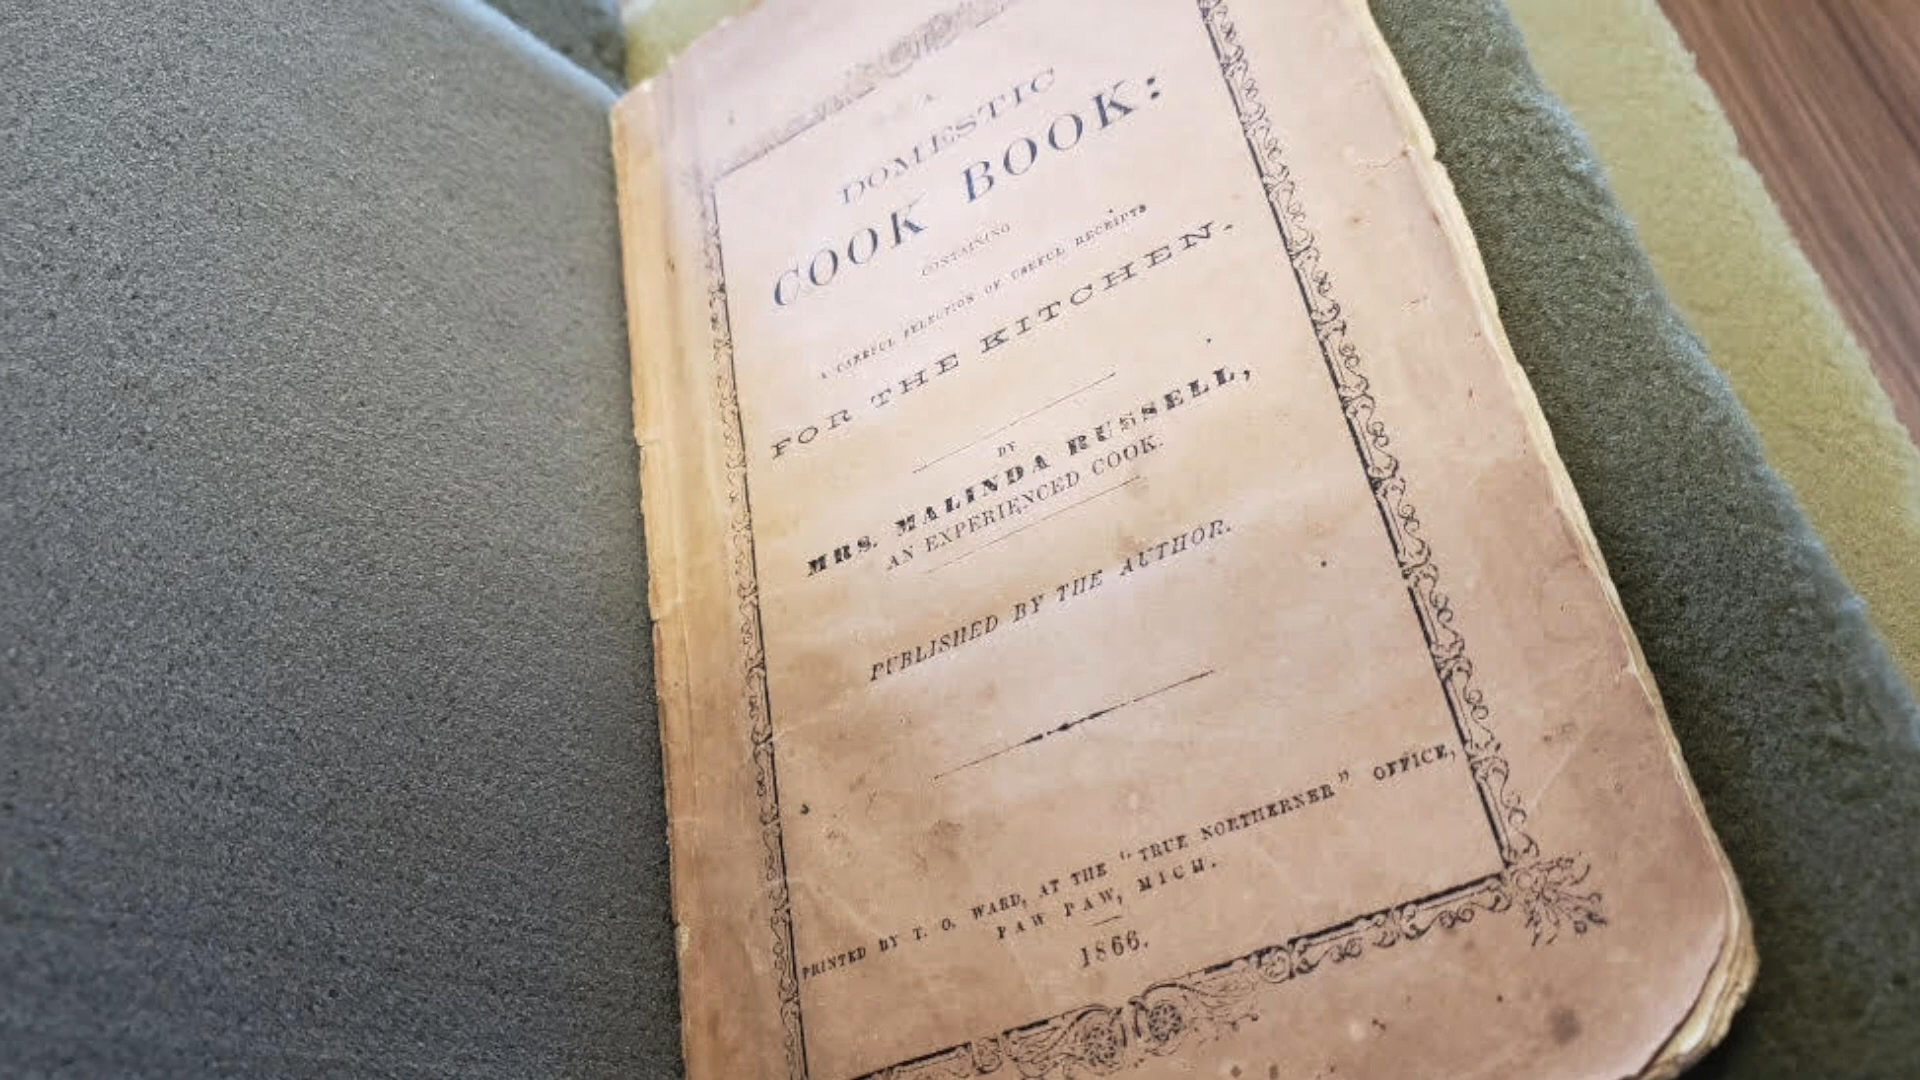 A
DOMESTIC
COOK BOOK:
CONTAINING
A CAREFUL SELECTION OF USEFUL RECEIPTS
FOR THE KITCHEN.
BY
MRS. MALINDA RUSSELL,
AN EXPERIENCED COOK.
PUBLISHED BY THE AUTHOR.
PRINTED BY T. O. WARD, AT THE "TRUE NORTHERNER" OFFICE,
PAW PAW, MICH.
1866.